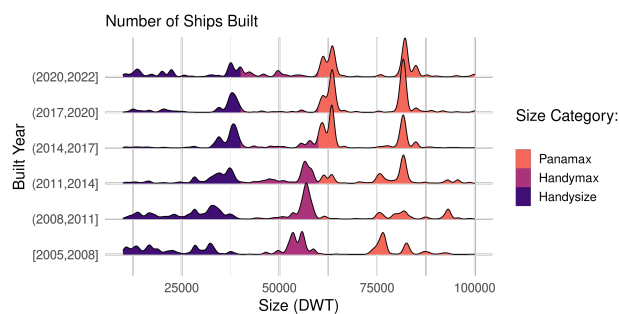 Number of Ships Built
(2020,2022]
(2017,2020]
(2014,2017]
(2011,2014]
(2008,2011]
[2005,2008]
Built Year
25000 50000 75000 100000
Size (DWT)
Size Category:
Panamax
Handymax
Handysize